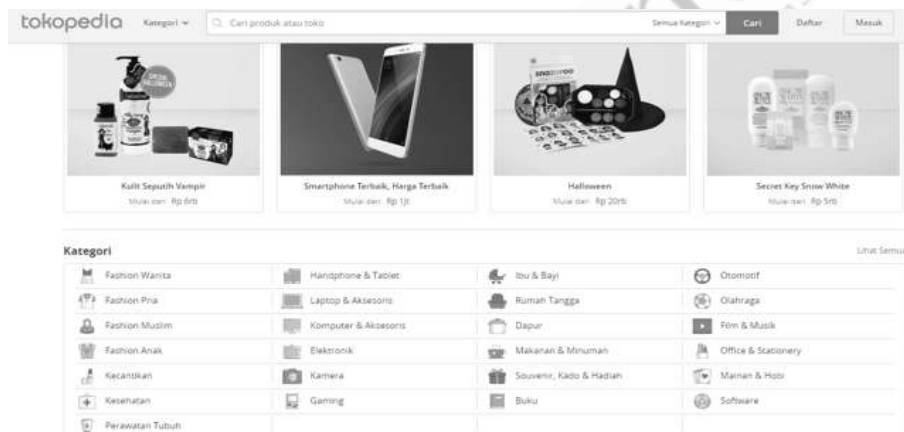 tokopedia Kategori Cari produk atau toko Semua Kategori Cari Daftar Masuk
SPECIAL HALLOWEEN
snazaroo
Kulit Seputih Vampir Smartphone Terbaik, Harga Terbaik Halloween Secret Key Snow White
Mulai dari Rp 6rb Mulai dari Rp 1jt Mulai dari Rp 20rb Mulai dari Rp 5rb
Kategori Lihat Semua
Fashion Wanita Handphone & Tablet Ibu & Bayi Otomotif
Fashion Pria Laptop & Aksesoris Rumah Tangga Olahraga
Fashion Muslim Komputer & Aksesoris Dapur Film & Musik
Fashion Anak Elektronik Makanan & Minuman Office & Stationery
Kecantikan Kamera Souvenir, Kado & Hadiah Mainan & Hobi
Kesehatan Gaming Buku Software
Perawatan Tubuh